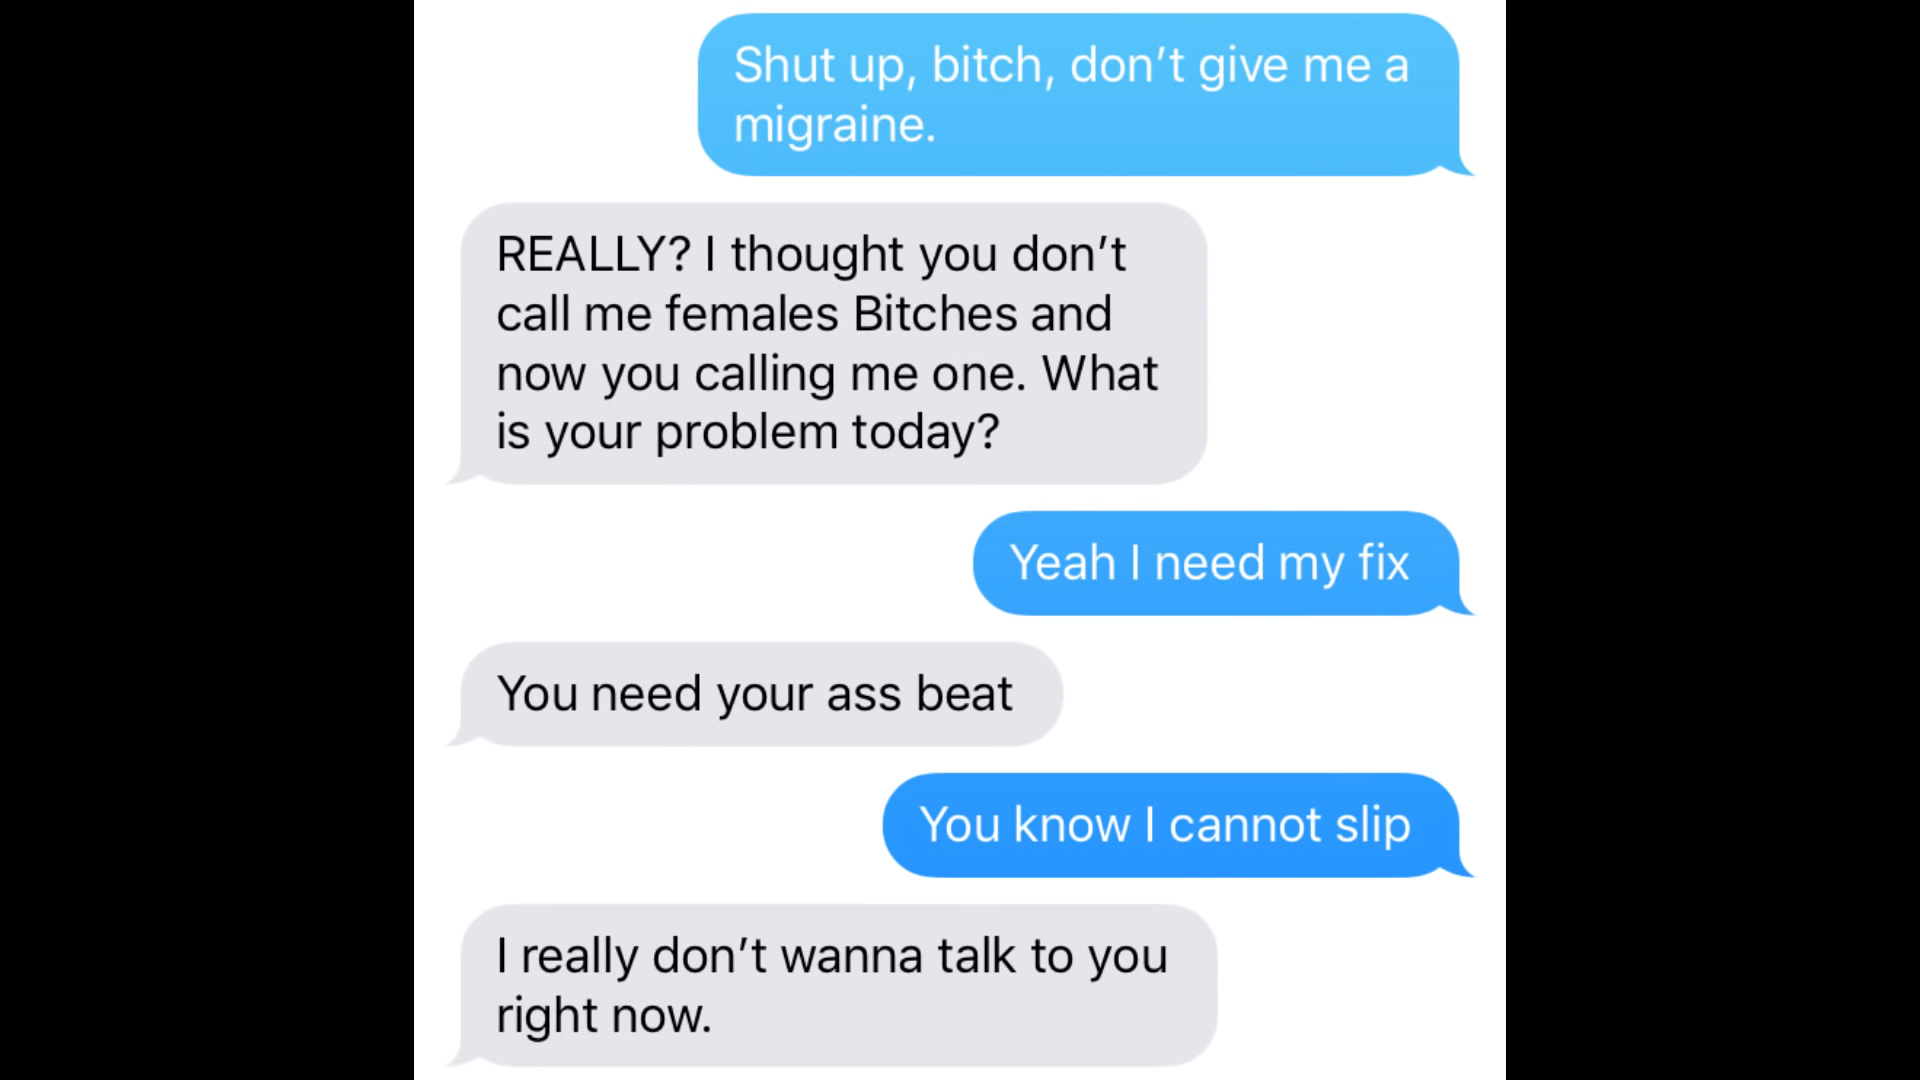 Shut up, bitch, don’t give me a
migraine.
REALLY? I thought you don’t
call me females Bitches and
now you calling me one. What
is your problem today?
Yeah I need my fix
You need your ass beat
You know I cannot slip
I really don’t wanna talk to you
right now.